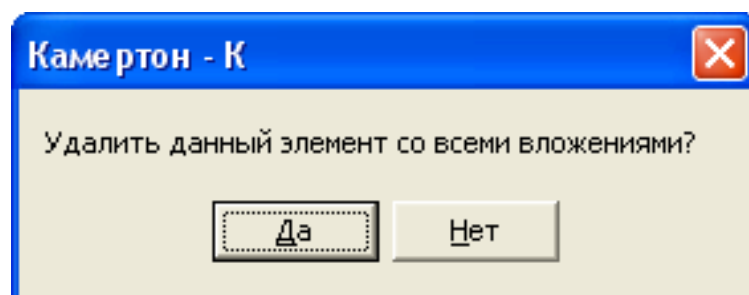 Камертон - К
Удалить данный элемент со всеми вложениями?
Да
Нет